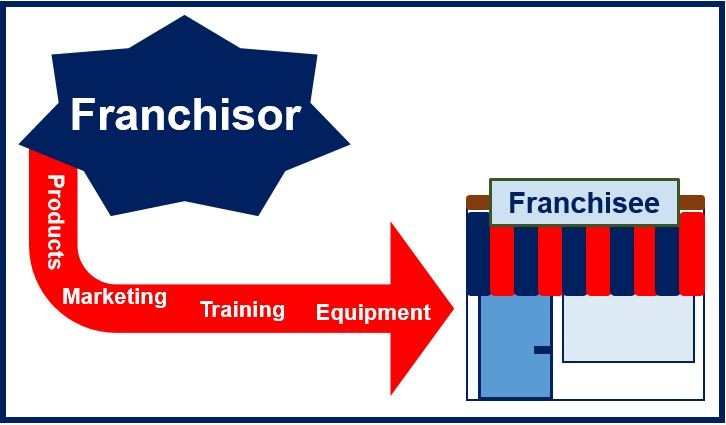 Franchisor
Products
Marketing
Training
Equipment
Franchisee